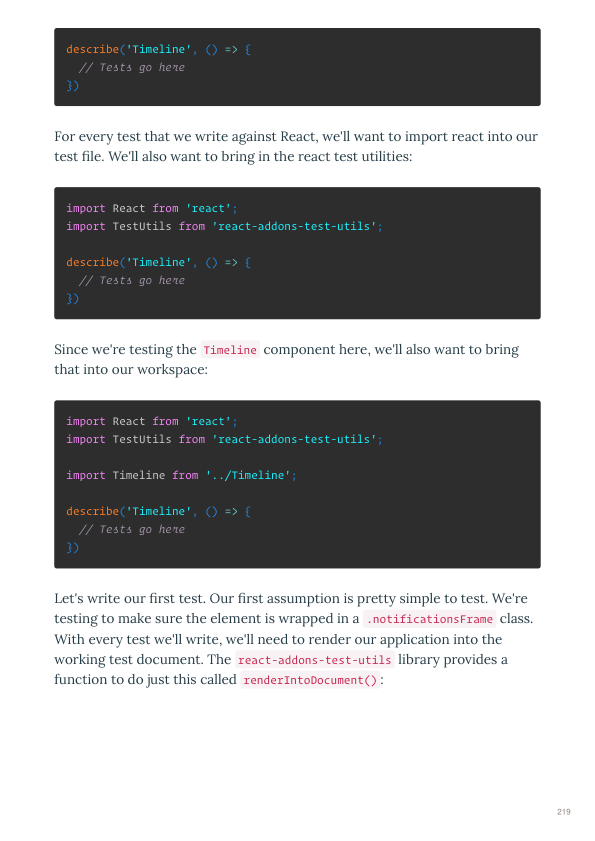 describe('Timeline', () => {
  // Tests go here
})
For every test that we write against React, we'll want to import react into our
test file. We'll also want to bring in the react test utilities:
import React from 'react';
import TestUtils from 'react-addons-test-utils';
describe('Timeline', () => {
  // Tests go here
})
Since we're testing the Timeline component here, we'll also want to bring
that into our workspace:
import React from 'react';
import TestUtils from 'react-addons-test-utils';
import Timeline from '../Timeline';
describe('Timeline', () => {
  // Tests go here
})
Let's write our first test. Our first assumption is pretty simple to test. We're
testing to make sure the element is wrapped in a .notificationsFrame class.
With every test we'll write, we'll need to render our application into the
working test document. The react-addons-test-utils library provides a
function to do just this called renderIntoDocument():
219